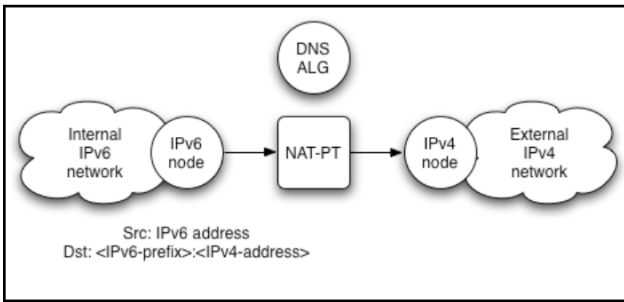 DNS
ALG
Internal
IPv6
network
IPv6
node
NAT-PT
IPv4
node
External
IPv4
network
Src: IPv6 address
Dst: <IPv6-prefix>:<IPv4-address>